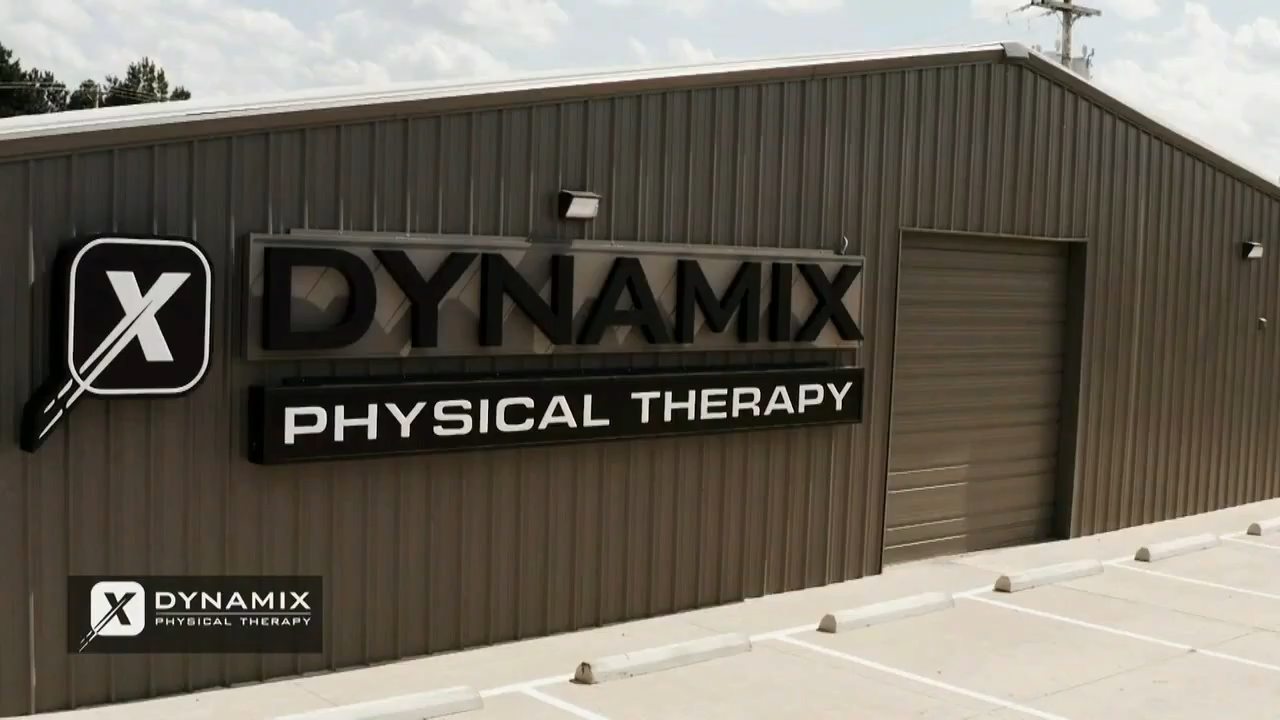 X
DYNAMIX
PHYSICAL THERAPY
X
DYNAMIX
PHYSICAL THERAPY